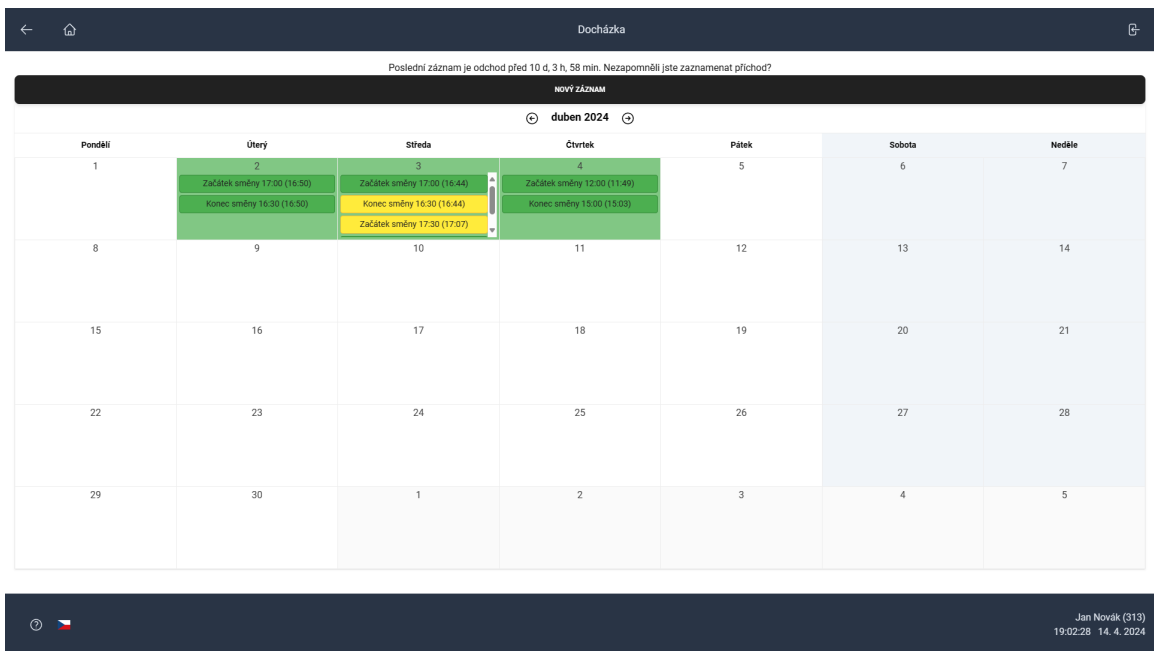 Docházka
Poslední záznam je odchod před 10 d, 3 h, 58 min. Nezapomněli jste zaznamenat příchod?
NOVÝ ZÁZNAM
duben 2024
Pondělí Úterý Středa Čtvrtek Pátek Sobota Neděle
1 2 3 4 5 6 7
Začátek směny 17:00 (16:50) Začátek směny 17:00 (16:44) Začátek směny 12:00 (11:49)
Konec směny 16:30 (16:50) Konec směny 16:30 (16:44) Konec směny 15:00 (15:03)
Začátek směny 17:30 (17:07)
8 9 10 11 12 13 14
15 16 17 18 19 20 21
22 23 24 25 26 27 28
29 30 1 2 3 4 5
Jan Novák (313)
19:02:28 14. 4. 2024